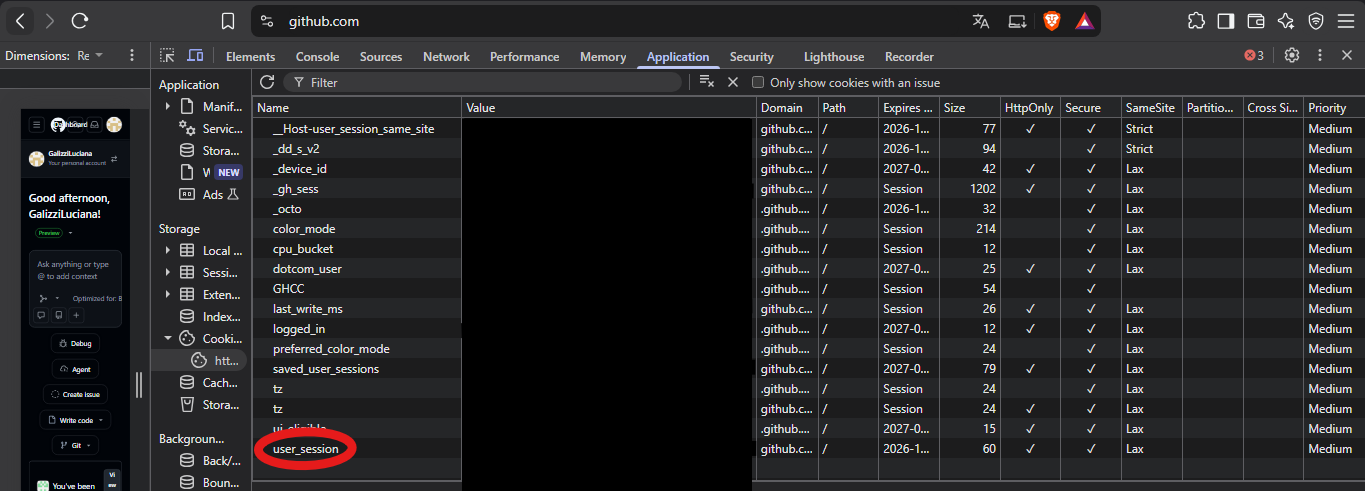 github.com
Dimensions: Re
Elements Console Sources Network Performance Memory Application Security Lighthouse Recorder 3
Application
Manif...
Servic...
Stora...
W NEW
Ads
Storage
Local ...
Sessi...
Exten...
Index...
Cooki...
htt...
Cach...
Stora...
Backgroun...
Back/...
Boun...
Filter Only show cookies with an issue
Name Value Domain Path Expires ... Size HttpOnly Secure SameSite Partitio... Cross Si... Priority
__Host-user_session_same_site github.c... / 2026-1... 77 ✓ ✓ Strict Medium
_dd_s_v2 github.c... / 2026-1... 94 ✓ Strict Medium
_device_id github.c... / 2027-0... 42 ✓ ✓ Lax Medium
_gh_sess github.c... / Session 1202 ✓ ✓ Lax Medium
_octo .github.... / 2026-1... 32 ✓ Lax Medium
color_mode .github.... / Session 214 ✓ Lax Medium
cpu_bucket .github.... / Session 12 ✓ Lax Medium
dotcom_user .github.... / 2027-0... 25 ✓ ✓ Lax Medium
GHCC .github.... / Session 54 ✓ Medium
last_write_ms github.c... / Session 26 ✓ ✓ Lax Medium
logged_in .github.... / 2027-0... 12 ✓ ✓ Lax Medium
preferred_color_mode .github.... / Session 24 ✓ Lax Medium
saved_user_sessions github.c... / 2027-0... 79 ✓ ✓ Lax Medium
tz .github.... / Session 24 ✓ Lax Medium
tz github.c... / Session 24 ✓ ✓ Lax Medium
ui_eligible .github.... / 2027-0... 15 ✓ ✓ Lax Medium
user_session github.c... / 2026-1... 60 ✓ ✓ Lax Medium
Dashboard
GalizziLuciana
Your personal account
Good afternoon,
GalizziLuciana!
Preview
Ask anything or type
@ to add context
Optimized for: B
Debug
Agent
Create issue
Write code
Git
You've been
Vi
ew